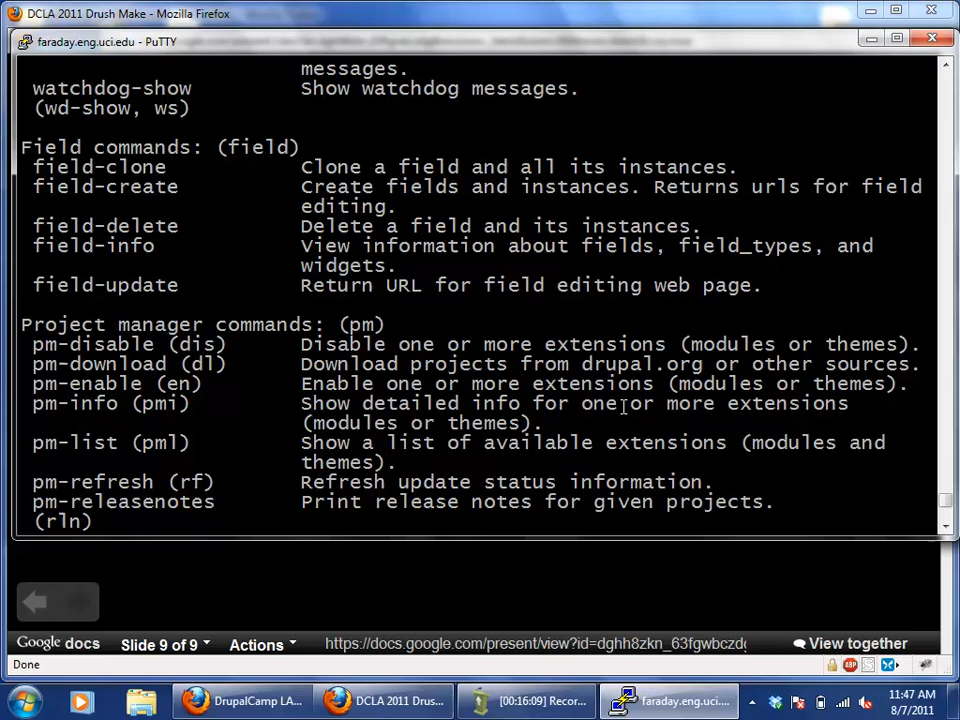 DCLA 2011 Drush Make - Mozilla Firefox
faraday.eng.uci.edu - PuTTY
messages.
watchdog-show Show watchdog messages.
(wd-show, ws)
Field commands: (field)
field-clone Clone a field and all its instances.
field-create Create fields and instances. Returns urls for field
editing.
field-delete Delete a field and its instances.
field-info View information about fields, field_types, and
widgets.
field-update Return URL for field editing web page.
Project manager commands: (pm)
pm-disable (dis) Disable one or more extensions (modules or themes).
pm-download (dl) Download projects from drupal.org or other sources.
pm-enable (en) Enable one or more extensions (modules or themes).
pm-info (pmi) Show detailed info for one or more extensions
(modules or themes).
pm-list (pml) Show a list of available extensions (modules and
themes).
pm-refresh (rf) Refresh update status information.
pm-releasenotes Print release notes for given projects.
(rln)
Google docs Slide 9 of 9 Actions https://docs.google.com/present/view?id=dghh8zkn_63fgwbczd View together
Done ABP S
DrupalCamp LA... DCLA 2011 Drus... [00:16:09] Recor... faraday.eng.uci....
11:47 AM
8/7/2011